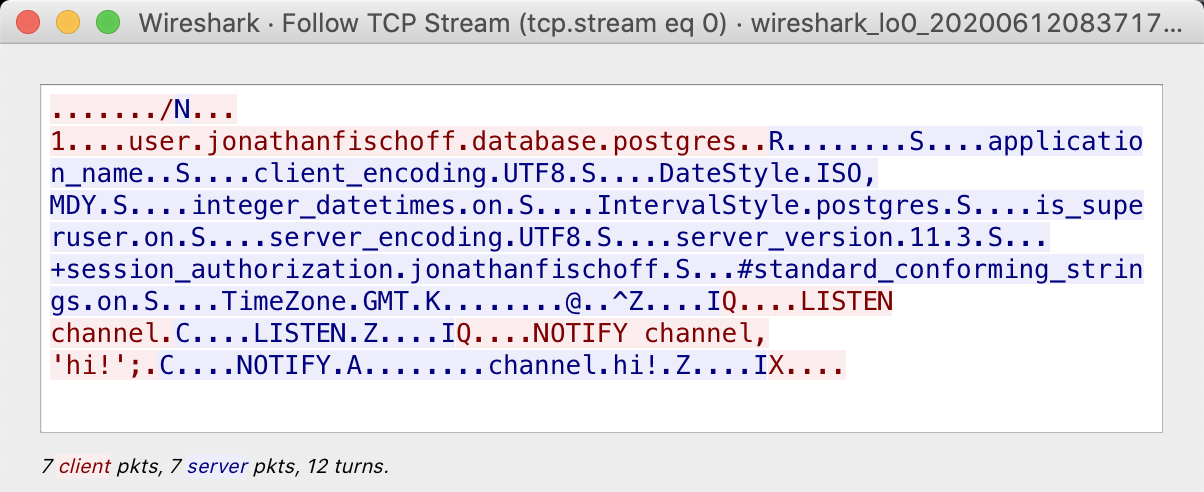 Wireshark · Follow TCP Stream (tcp.stream eq 0) · wireshark_lo0_20200612083717...
......./N...
1....user.jonathanfischoff.database.postgres..R........S....applicatio
n_name..S....client_encoding.UTF8.S....DateStyle.ISO,
MDY.S....integer_datetimes.on.S....IntervalStyle.postgres.S....is_supe
ruser.on.S....server_encoding.UTF8.S....server_version.11.3.S...
+session_authorization.jonathanfischoff.S...#standard_conforming_strin
gs.on.S....TimeZone.GMT.K........@..^Z....IQ....LISTEN
channel.C....LISTEN.Z....IQ....NOTIFY channel,
'hi!';.C....NOTIFY.A........channel.hi!.Z....IX....
7 client pkts, 7 server pkts, 12 turns.